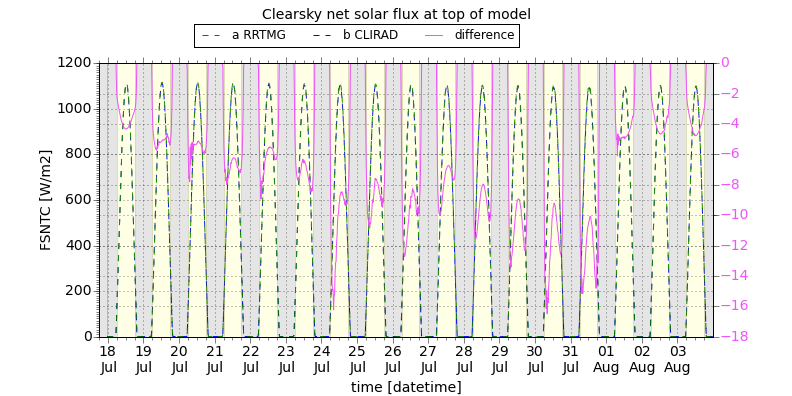 Clearsky net solar flux at top of model
a RRTMG b CLIRAD difference
FSNTC [W/m2]
1200
1000
800
600
400
200
0
0
−2
−4
−6
−8
−10
−12
−14
−16
−18
18 19 20 21 22 23 24 25 26 27 28 29 30 31 01 02 03
Jul Jul Jul Jul Jul Jul Jul Jul Jul Jul Jul Jul Jul Jul Aug Aug Aug
time [datetime]